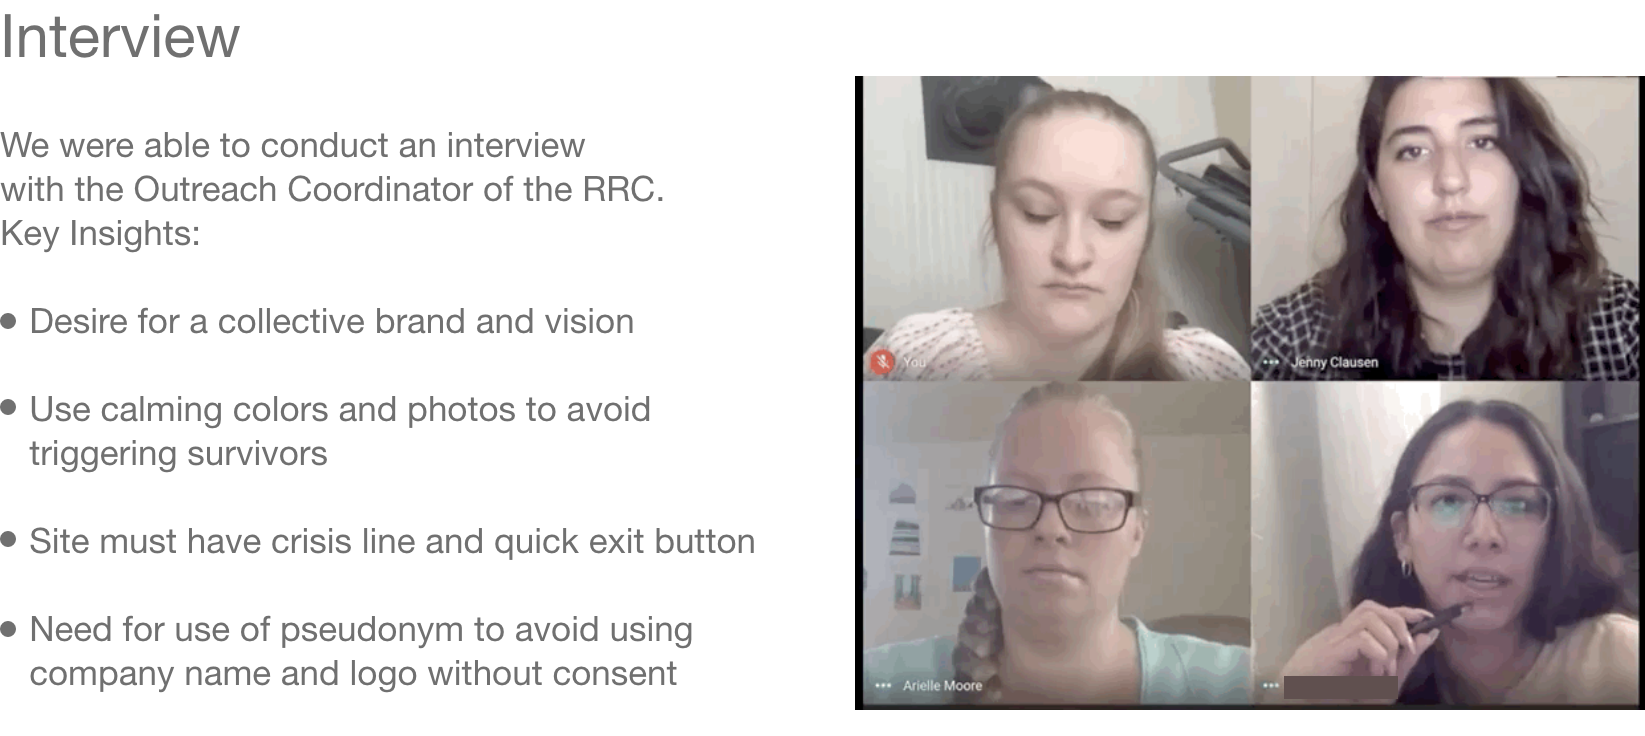 Interview
We were able to conduct an interview
with the Outreach Coordinator of the RRC.
Key Insights:
• Desire for a collective brand and vision
• Use calming colors and photos to avoid
triggering survivors
• Site must have crisis line and quick exit button
• Need for use of pseudonym to avoid using
company name and logo without consent
You
Jenny Clausen
Arielle Moore